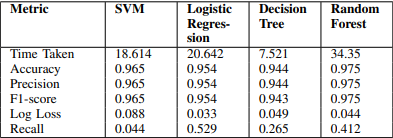 Metric SVM Logistic Regres- sion Decision Tree Random Forest
Time Taken 18.614 20.642 7.521 34.35
Accuracy 0.965 0.954 0.944 0.975
Precision 0.965 0.954 0.944 0.975
F1-score 0.965 0.954 0.943 0.975
Log Loss 0.088 0.033 0.049 0.044
Recall 0.044 0.529 0.265 0.412